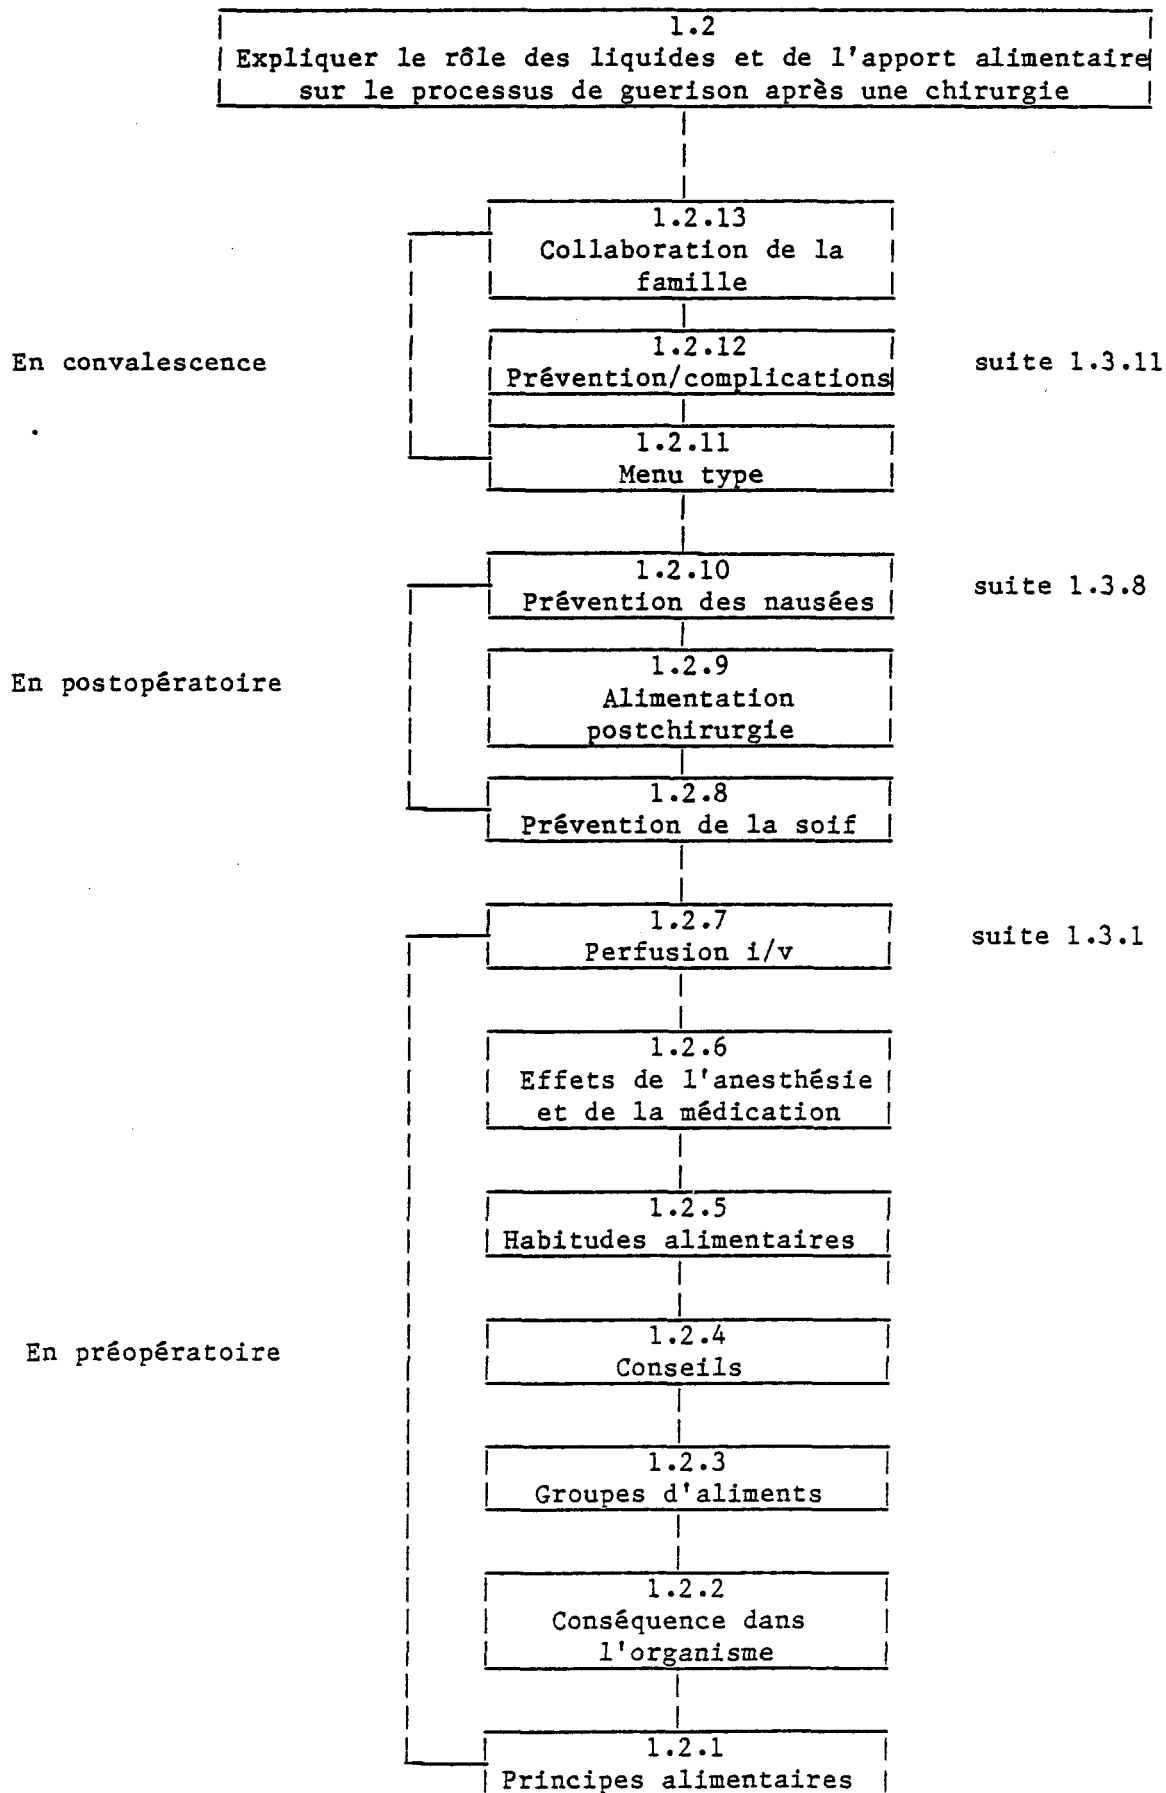 1.2
Expliquer le rôle des liquides et de l'apport alimentaire
sur le processus de guerison après une chirurgie
1.2.13
Collaboration de la
famille
En convalescence
1.2.12
Prévention/complications
suite 1.3.11
1.2.11
Menu type
1.2.10
Prévention des nausées
suite 1.3.8
En postopératoire
1.2.9
Alimentation
postchirurgie
1.2.8
Prévention de la soif
1.2.7
Perfusion i/v
suite 1.3.1
1.2.6
Effets de l'anesthésie
et de la médication
1.2.5
Habitudes alimentaires
En préopératoire
1.2.4
Conseils
1.2.3
Groupes d'aliments
1.2.2
Conséquence dans
l'organisme
1.2.1
Principes alimentaires